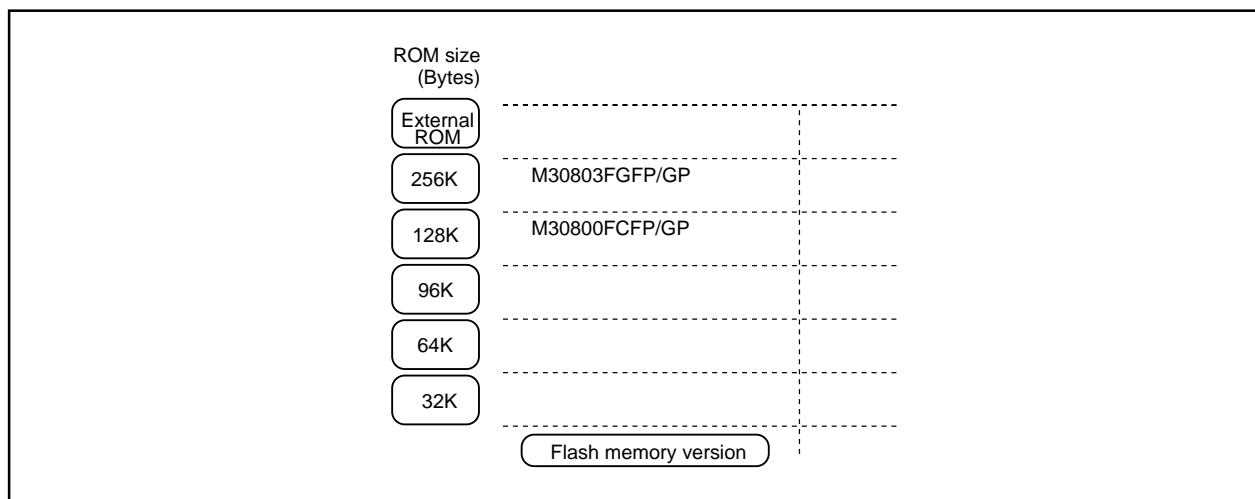 ROM size
(Bytes)
External
ROM
256K
M30803FGFP/GP
128K
M30800FCFP/GP
96K
64K
32K
Flash memory version